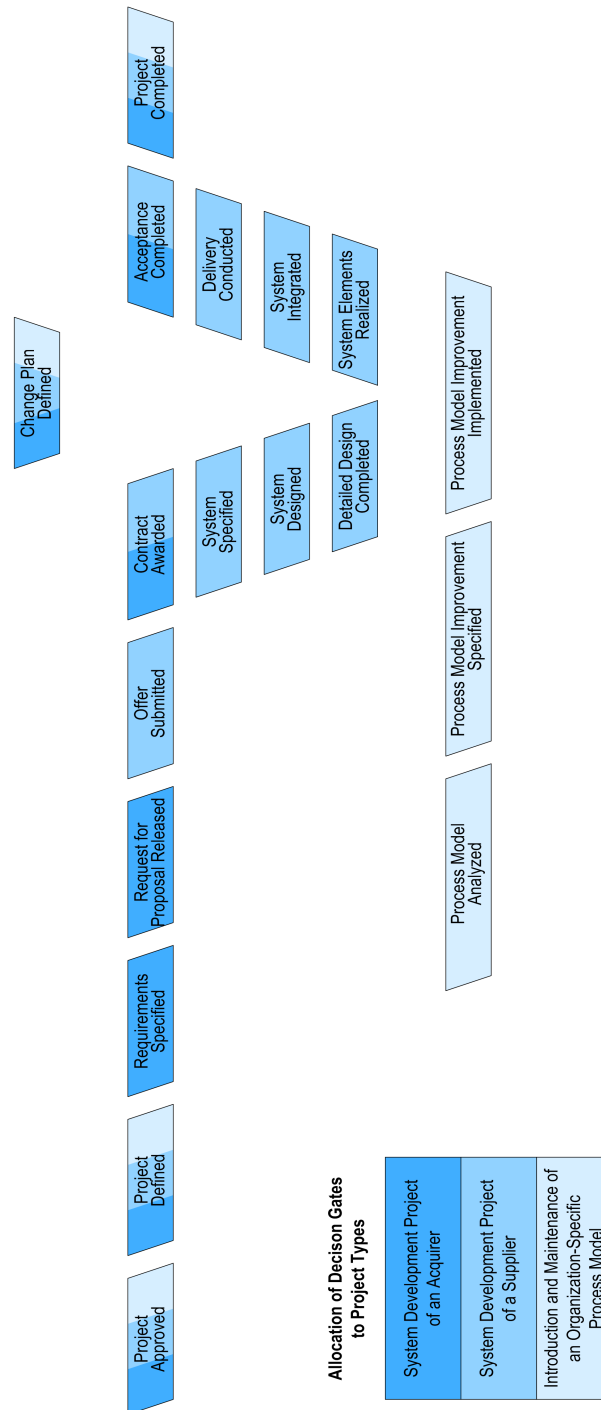 Change Plan
Defined
Project
Approved
Project
Defined
Requirements
Specified
Request for
Proposal Released
Offer
Submitted
Contract
Awarded
Acceptance
Completed
Project
Completed
System
Specified
Delivery
Conducted
System
Designed
System
Integrated
Detailed Design
Completed
System Elements
Realized
Process Model
Analyzed
Process Model Improvement
Specified
Process Model Improvement
Implemented
Allocation of Decison Gates
to Project Types
System Development Project
of an Acquirer
System Development Project
of a Supplier
Introduction and Maintenance of
an Organization-Specific
Process Model